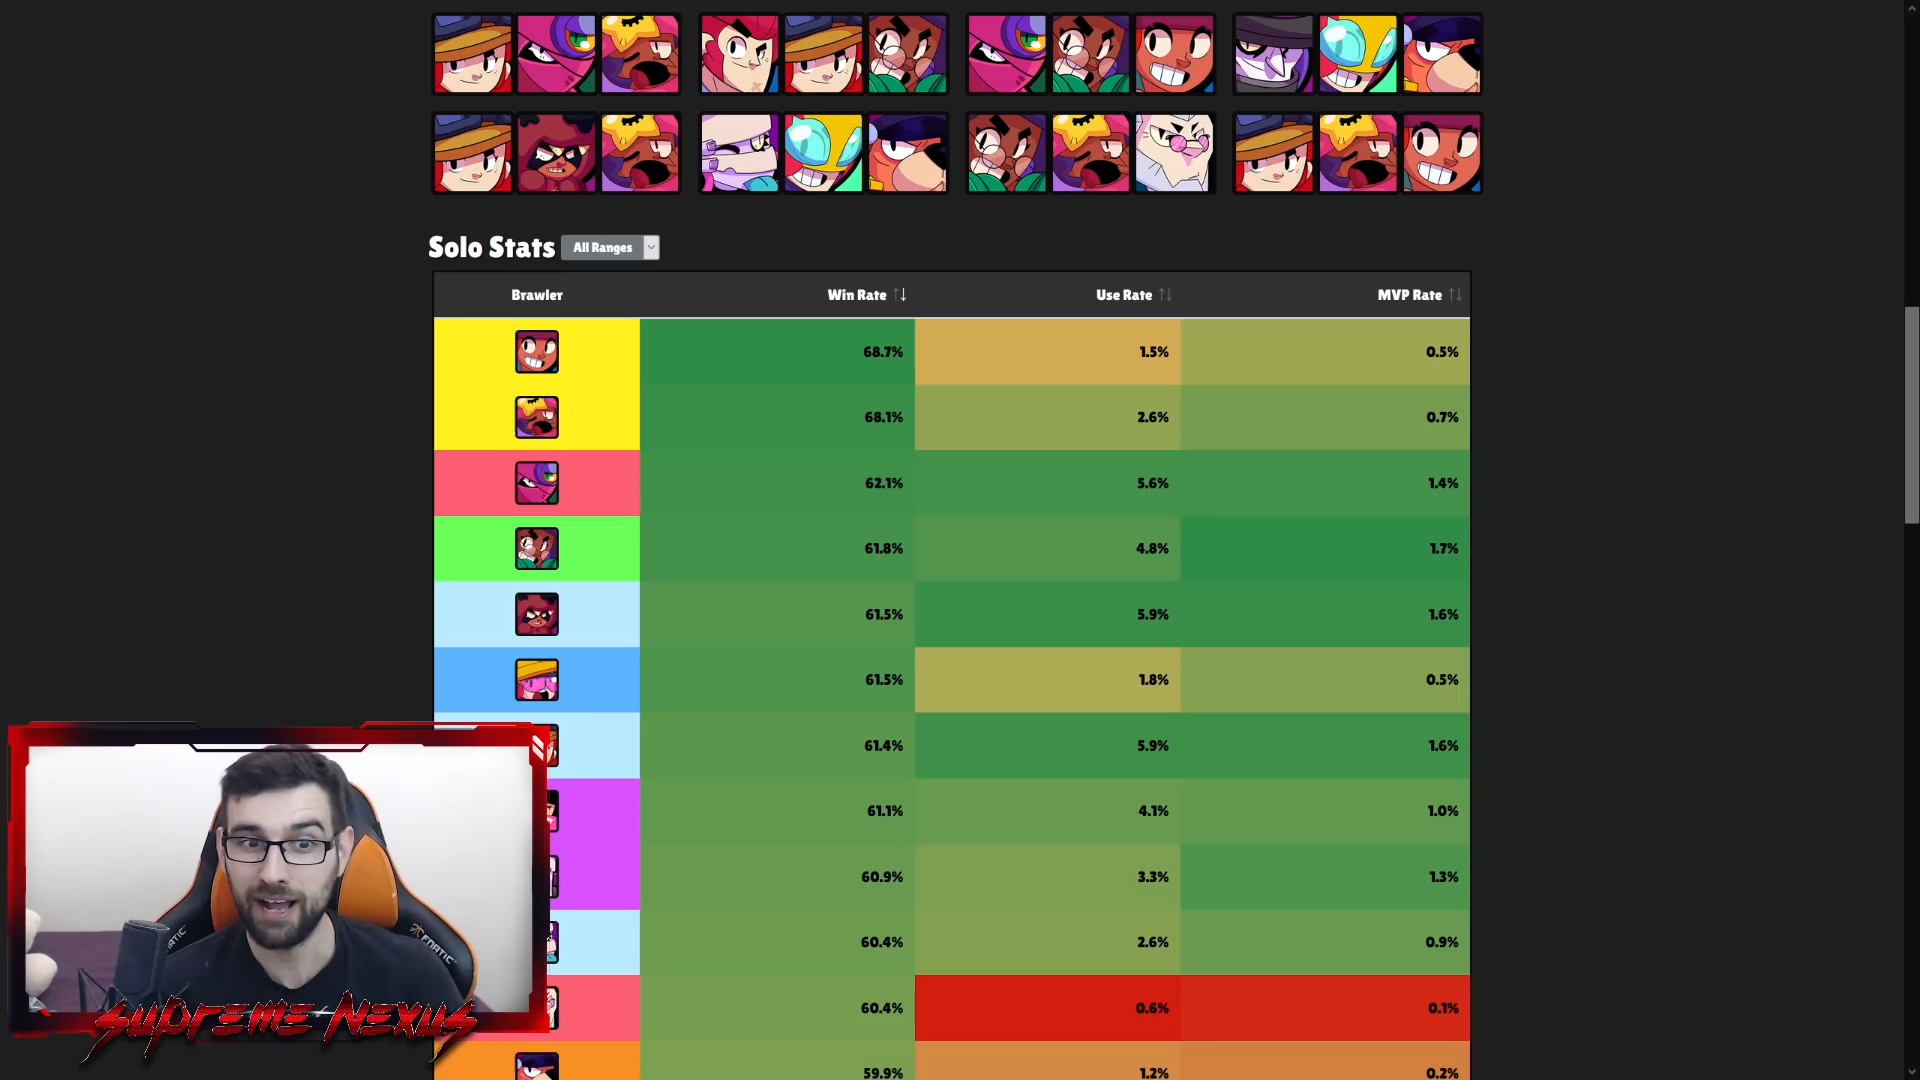 Solo Stats All Ranges
Brawler Win Rate Use Rate MVP Rate
68.7% 1.5% 0.5%
68.1% 2.6% 0.7%
62.1% 5.6% 1.4%
61.8% 4.8% 1.7%
61.5% 5.9% 1.6%
61.5% 1.8% 0.5%
61.4% 5.9% 1.6%
61.1% 4.1% 1.0%
60.9% 3.3% 1.3%
60.4% 2.6% 0.9%
60.4% 0.6% 0.1%
59.9% 1.2% 0.2%
FNATIC
SUPREME NEXUS